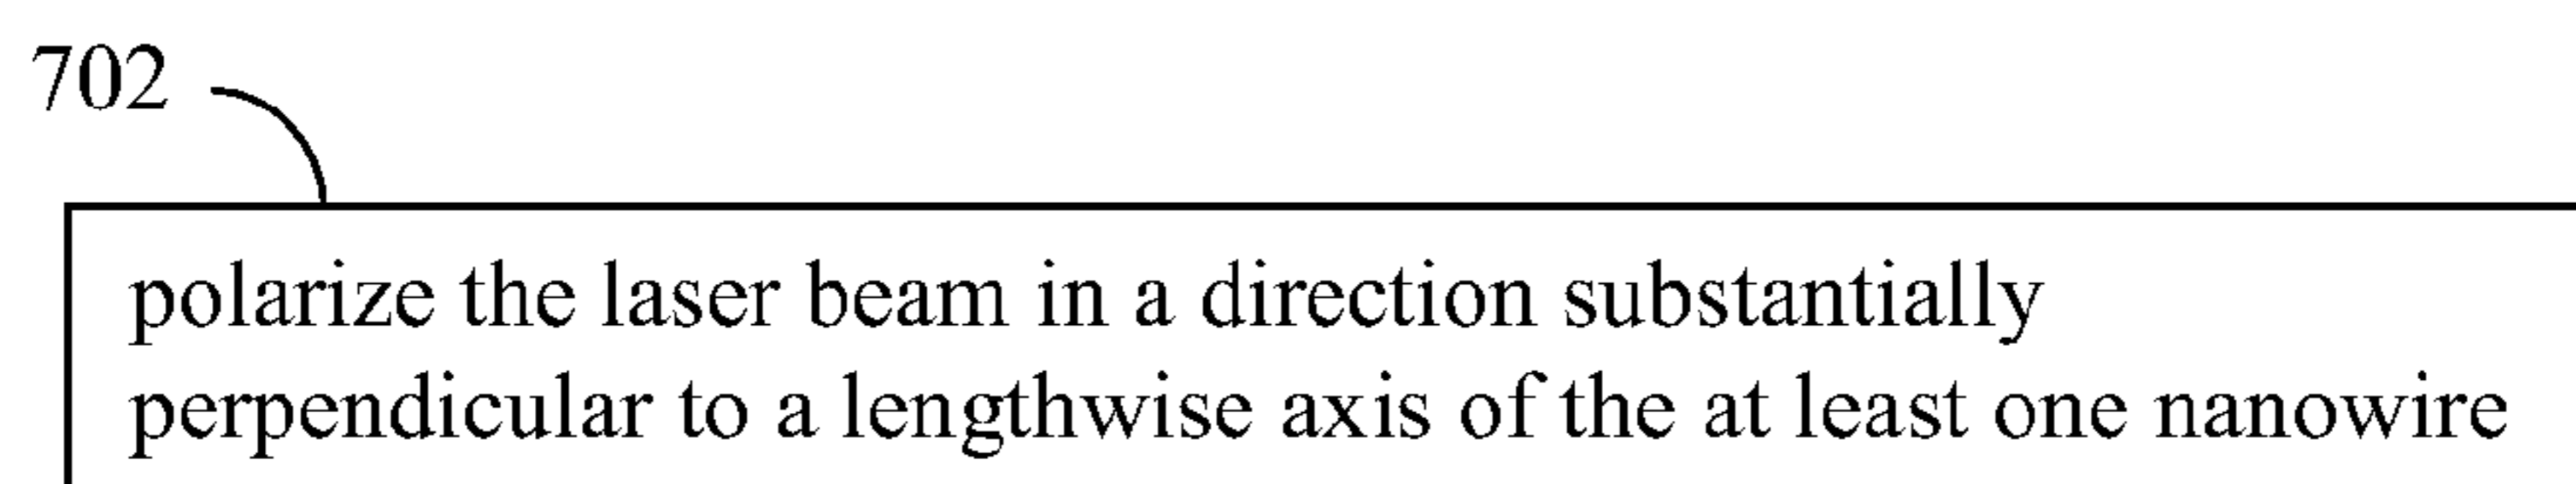 702
polarize the laser beam in a direction substantially
perpendicular to a lengthwise axis of the at least one nanowire